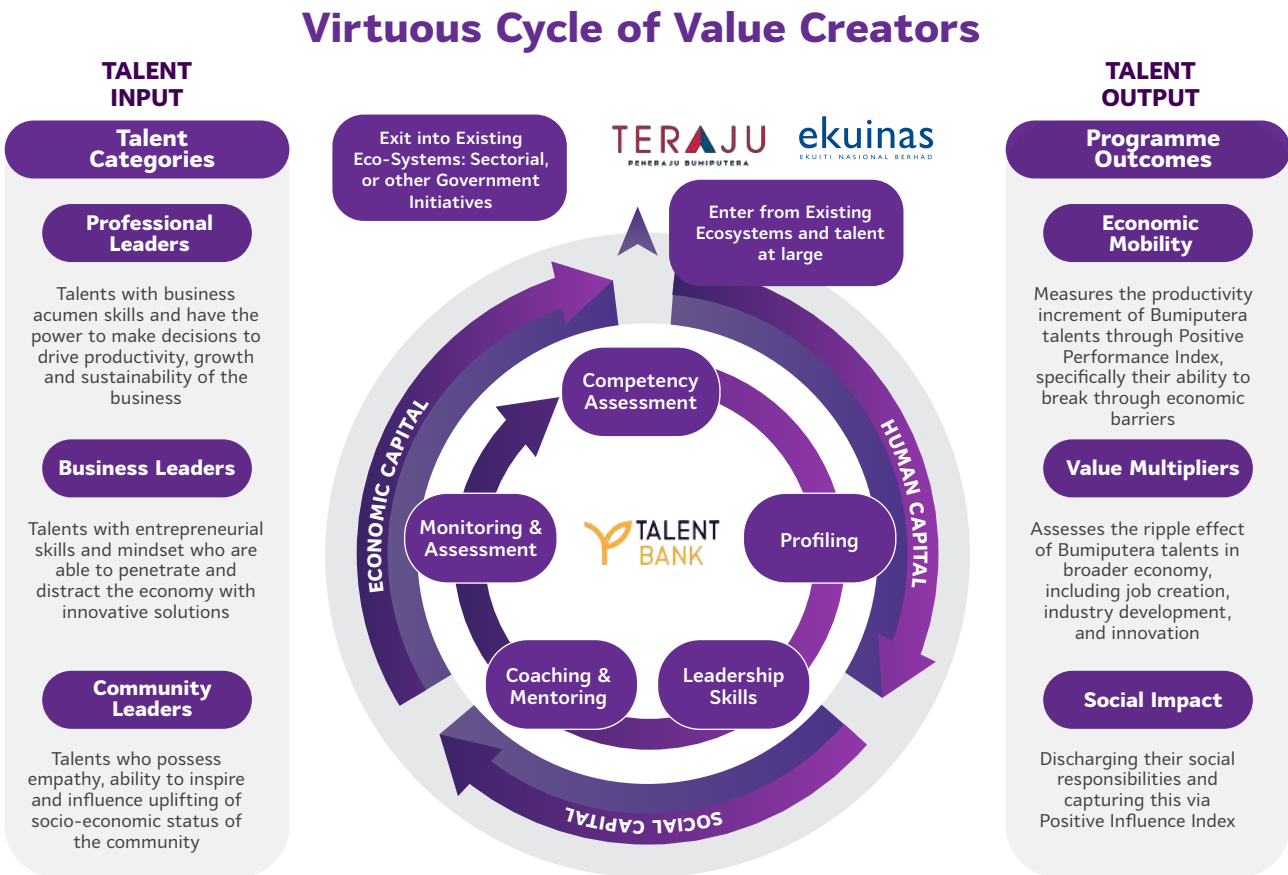 Virtuous Cycle of Value Creators
TALENT
INPUT
Talent
Categories
Professional
Leaders
Talents with business
acumen skills and have the
power to make decisions to
drive productivity, growth
and sustainability of the
business
Business Leaders
Talents with entrepreneurial
skills and mindset who are
able to penetrate and
distract the economy with
innovative solutions
Community
Leaders
Talents who possess
empathy, ability to inspire
and influence uplifting of
socio-economic status of
the community
Exit into Existing
Eco-Systems: Sectorial,
or other Government
Initiatives
TERAJU
PENERAJU BUMIPUTERA
ekuinas
EKUITI NASIONAL BERHAD
Enter from Existing
Ecosystems and talent
at large
ECONOMIC CAPITAL
HUMAN CAPITAL
SOCIAL CAPITAL
Competency
Assessment
Profiling
Leadership
Skills
Coaching &
Mentoring
Monitoring &
Assessment
TALENT
BANK
TALENT
OUTPUT
Programme
Outcomes
Economic
Mobility
Measures the productivity
increment of Bumiputera
talents through Positive
Performance Index,
specifically their ability to
break through economic
barriers
Value Multipliers
Assesses the ripple effect
of Bumiputera talents in
broader economy,
including job creation,
industry development,
and innovation
Social Impact
Discharging their social
responsibilities and
capturing this via
Positive Influence Index